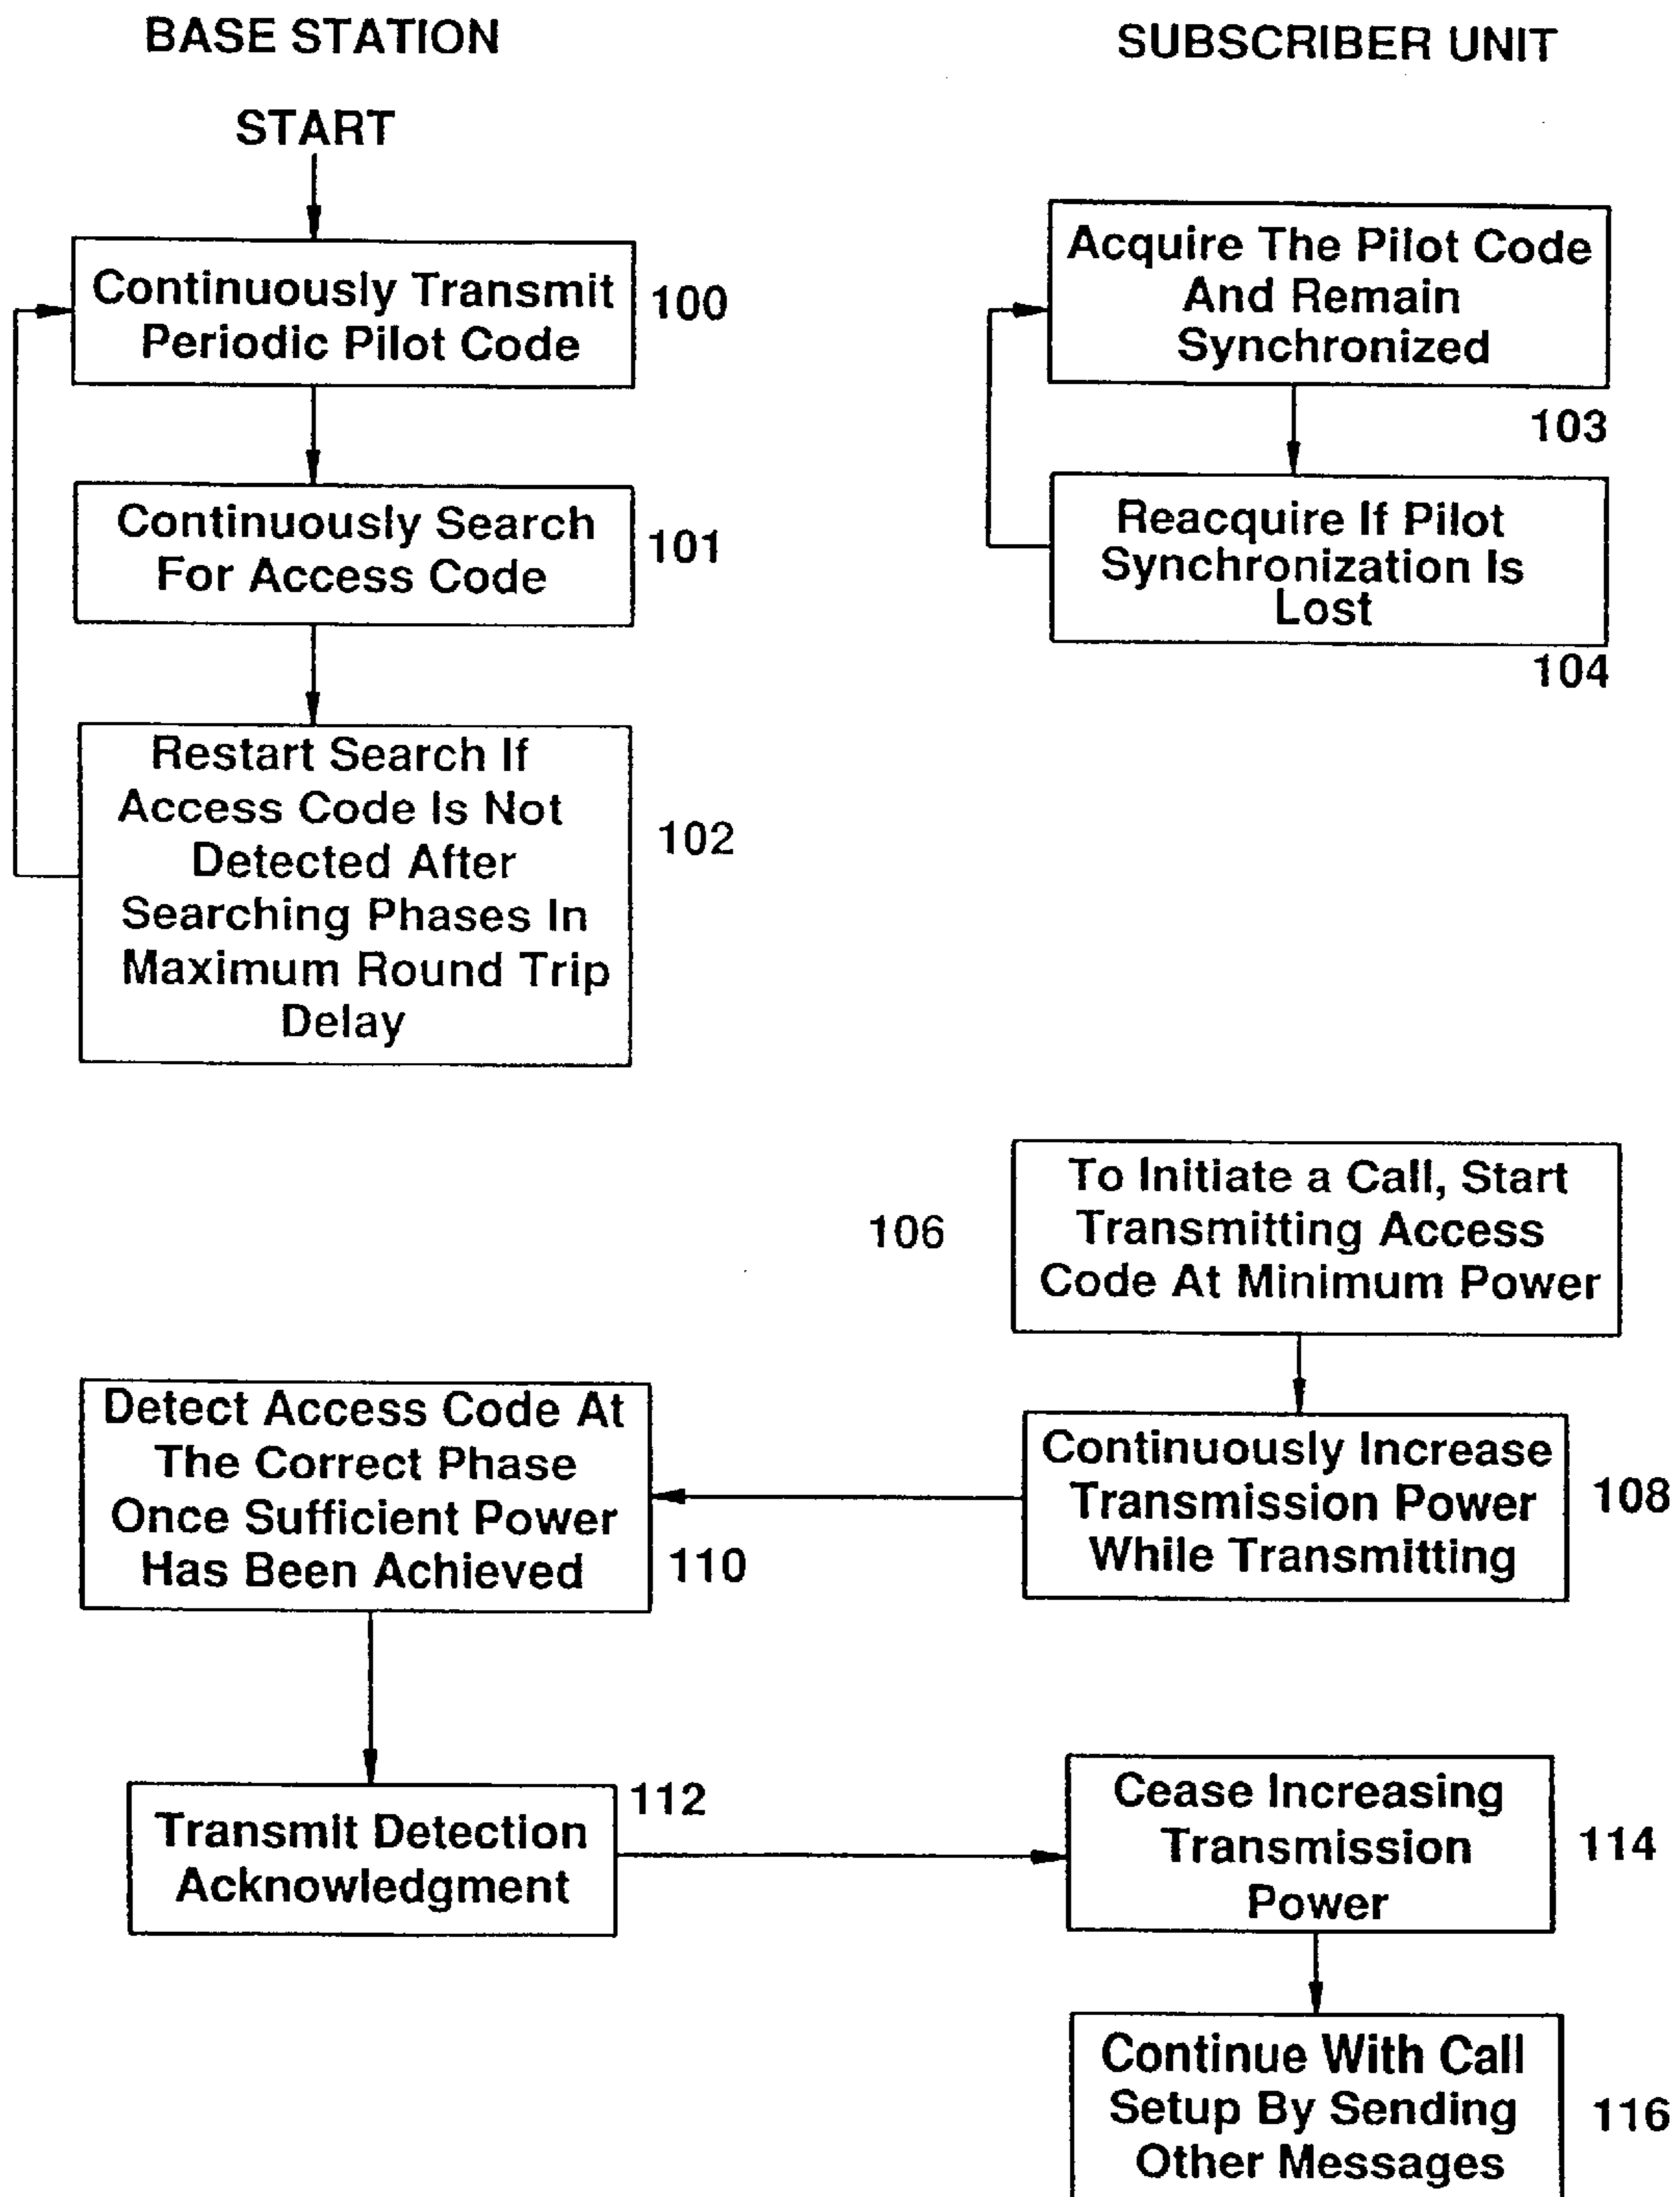 BASE STATION
SUBSCRIBER UNIT
START
Continuously Transmit
Periodic Pilot Code
100
Continuously Search
For Access Code
101
Restart Search If
Access Code Is Not
Detected After
Searching Phases In
Maximum Round Trip
Delay
102
Acquire The Pilot Code
And Remain
Synchronized
103
Reacquire If Pilot
Synchronization Is
Lost
104
106
To Initiate a Call, Start
Transmitting Access
Code At Minimum Power
Continuously Increase
Transmission Power
While Transmitting
108
Detect Access Code At
The Correct Phase
Once Sufficient Power
Has Been Achieved
110
112
Transmit Detection
Acknowledgment
Cease Increasing
Transmission
Power
114
Continue With Call
Setup By Sending
Other Messages
116